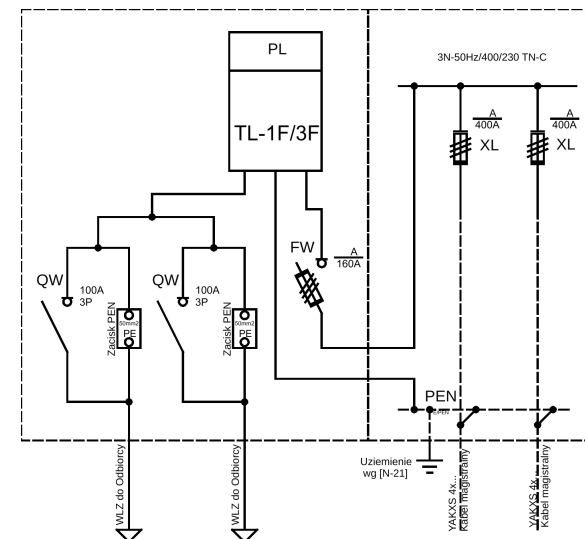 PL
TL-1F/3F
3N-50Hz/400/230 TN-C
A
400A
XL
A
400A
XL
FW
A
160A
QW
100A
3P
Zacisk PEN
50mm2
PE
QW
100A
3P
Zacisk PEN
50mm2
PE
PEN
Uziemienie
wg [N-21]
WLZ do Odbiorcy
WLZ do Odbiorcy
YAKXS 4x...
Kabel magistralny
YAKXS 4x...
Kabel magistralny